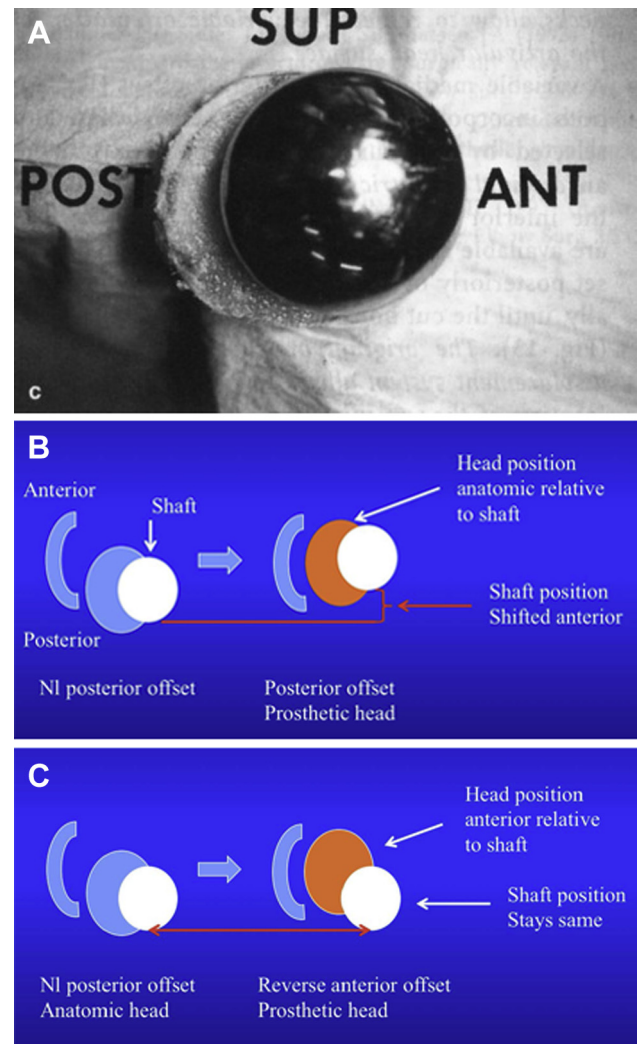 A
SUP
POST
ANT
c
B
Anterior
Shaft
Posterior
Head position
anatomic relative
to shaft
Shaft position
Shifted anterior
Nl posterior offset
Posterior offset
Prosthetic head
C
Head position
anterior relative
to shaft
Shaft position
Stays same
Nl posterior offset
Anatomic head
Reverse anterior offset
Prosthetic head